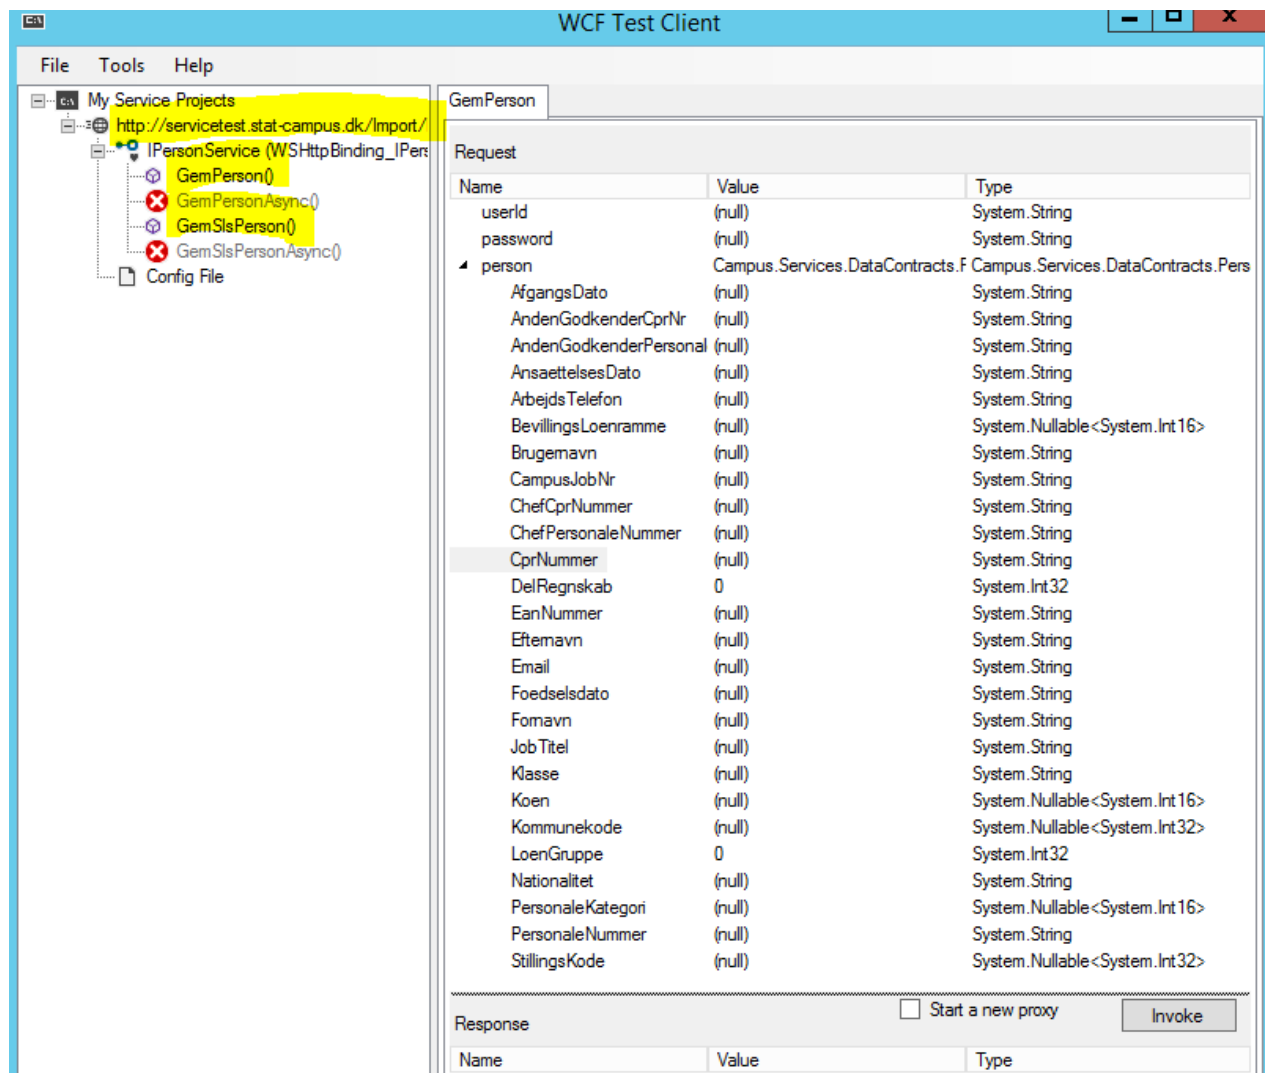 WCF Test Client
File Tools Help
My Service Projects
http://servicetest.stat-campus.dk/Import/
IPersonService (WSHttpBinding_IPers
GemPerson()
GemPersonAsync()
GemSlsPerson()
GemSlsPersonAsync()
Config File
GemPerson
Request
Name Value Type
userId (null) System.String
password (null) System.String
person Campus.Services.DataContracts.F Campus.Services.DataContracts.Pers
AfgangsDato (null) System.String
AndenGodkenderCprNr (null) System.String
AndenGodkenderPersonal (null) System.String
AnsaettelsesDato (null) System.String
ArbejdsTelefon (null) System.String
BevillingsLoenramme (null) System.Nullable<System.Int16>
Brugernavn (null) System.String
CampusJobNr (null) System.String
ChefCprNummer (null) System.String
ChefPersonaleNummer (null) System.String
CprNummer (null) System.String
DelRegnskab 0 System.Int32
EanNummer (null) System.String
Efternavn (null) System.String
Email (null) System.String
Foedselsdato (null) System.String
Fornavn (null) System.String
JobTitel (null) System.String
Klasse (null) System.String
Koen (null) System.Nullable<System.Int16>
Kommunekode (null) System.Nullable<System.Int32>
LoenGruppe 0 System.Int32
Nationalitet (null) System.String
PersonaleKategori (null) System.Nullable<System.Int16>
PersonaleNummer (null) System.String
StillingsKode (null) System.Nullable<System.Int32>
Start a new proxy Invoke
Response
Name Value Type